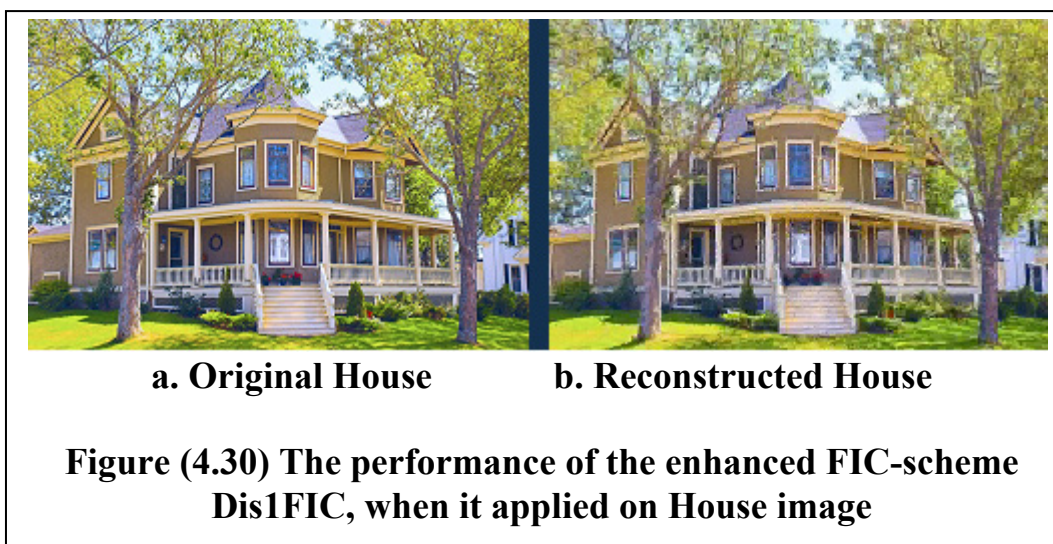 a. Original House
b. Reconstructed House
Figure (4.30) The performance of the enhanced FIC-scheme
Dis1FIC, when it applied on House image